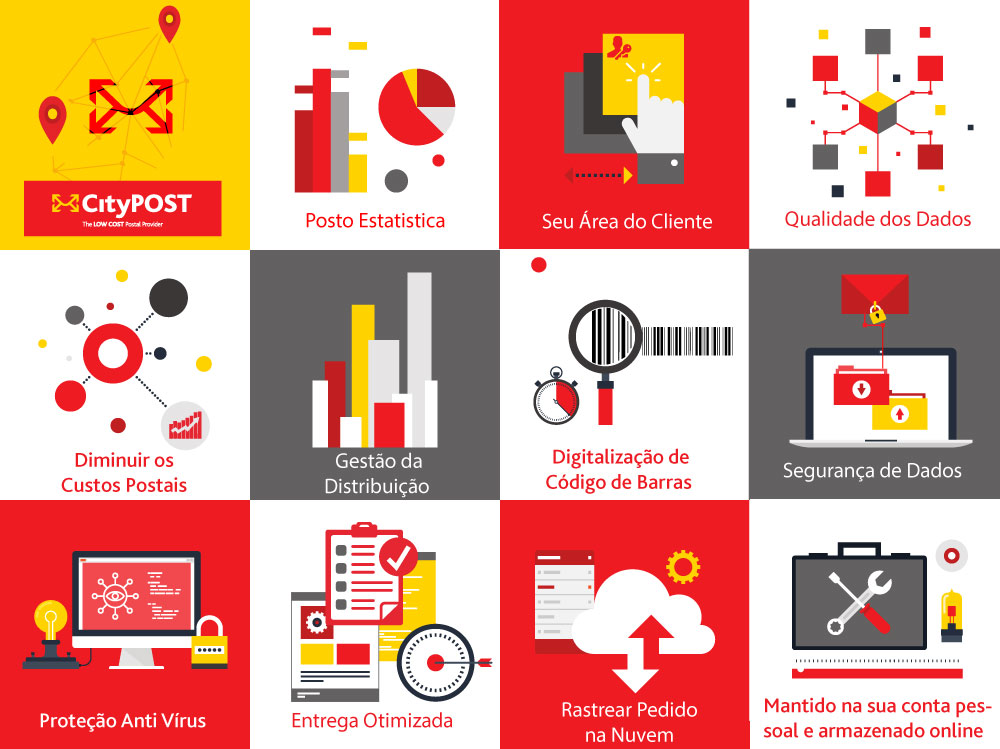 CityPOST
The LOW COST Postal Provider
Posto Estatistica
Seu Área do Cliente
Qualidade dos Dados
Diminuir os
Custos Postais
Gestão da
Distribuição
Digitalização de
Código de Barras
Segurança de Dados
Proteção Anti Vírus
Entrega Otimizada
Rastrear Pedido
na Nuvem
Mantido na sua conta pes-
soal e armazenado online